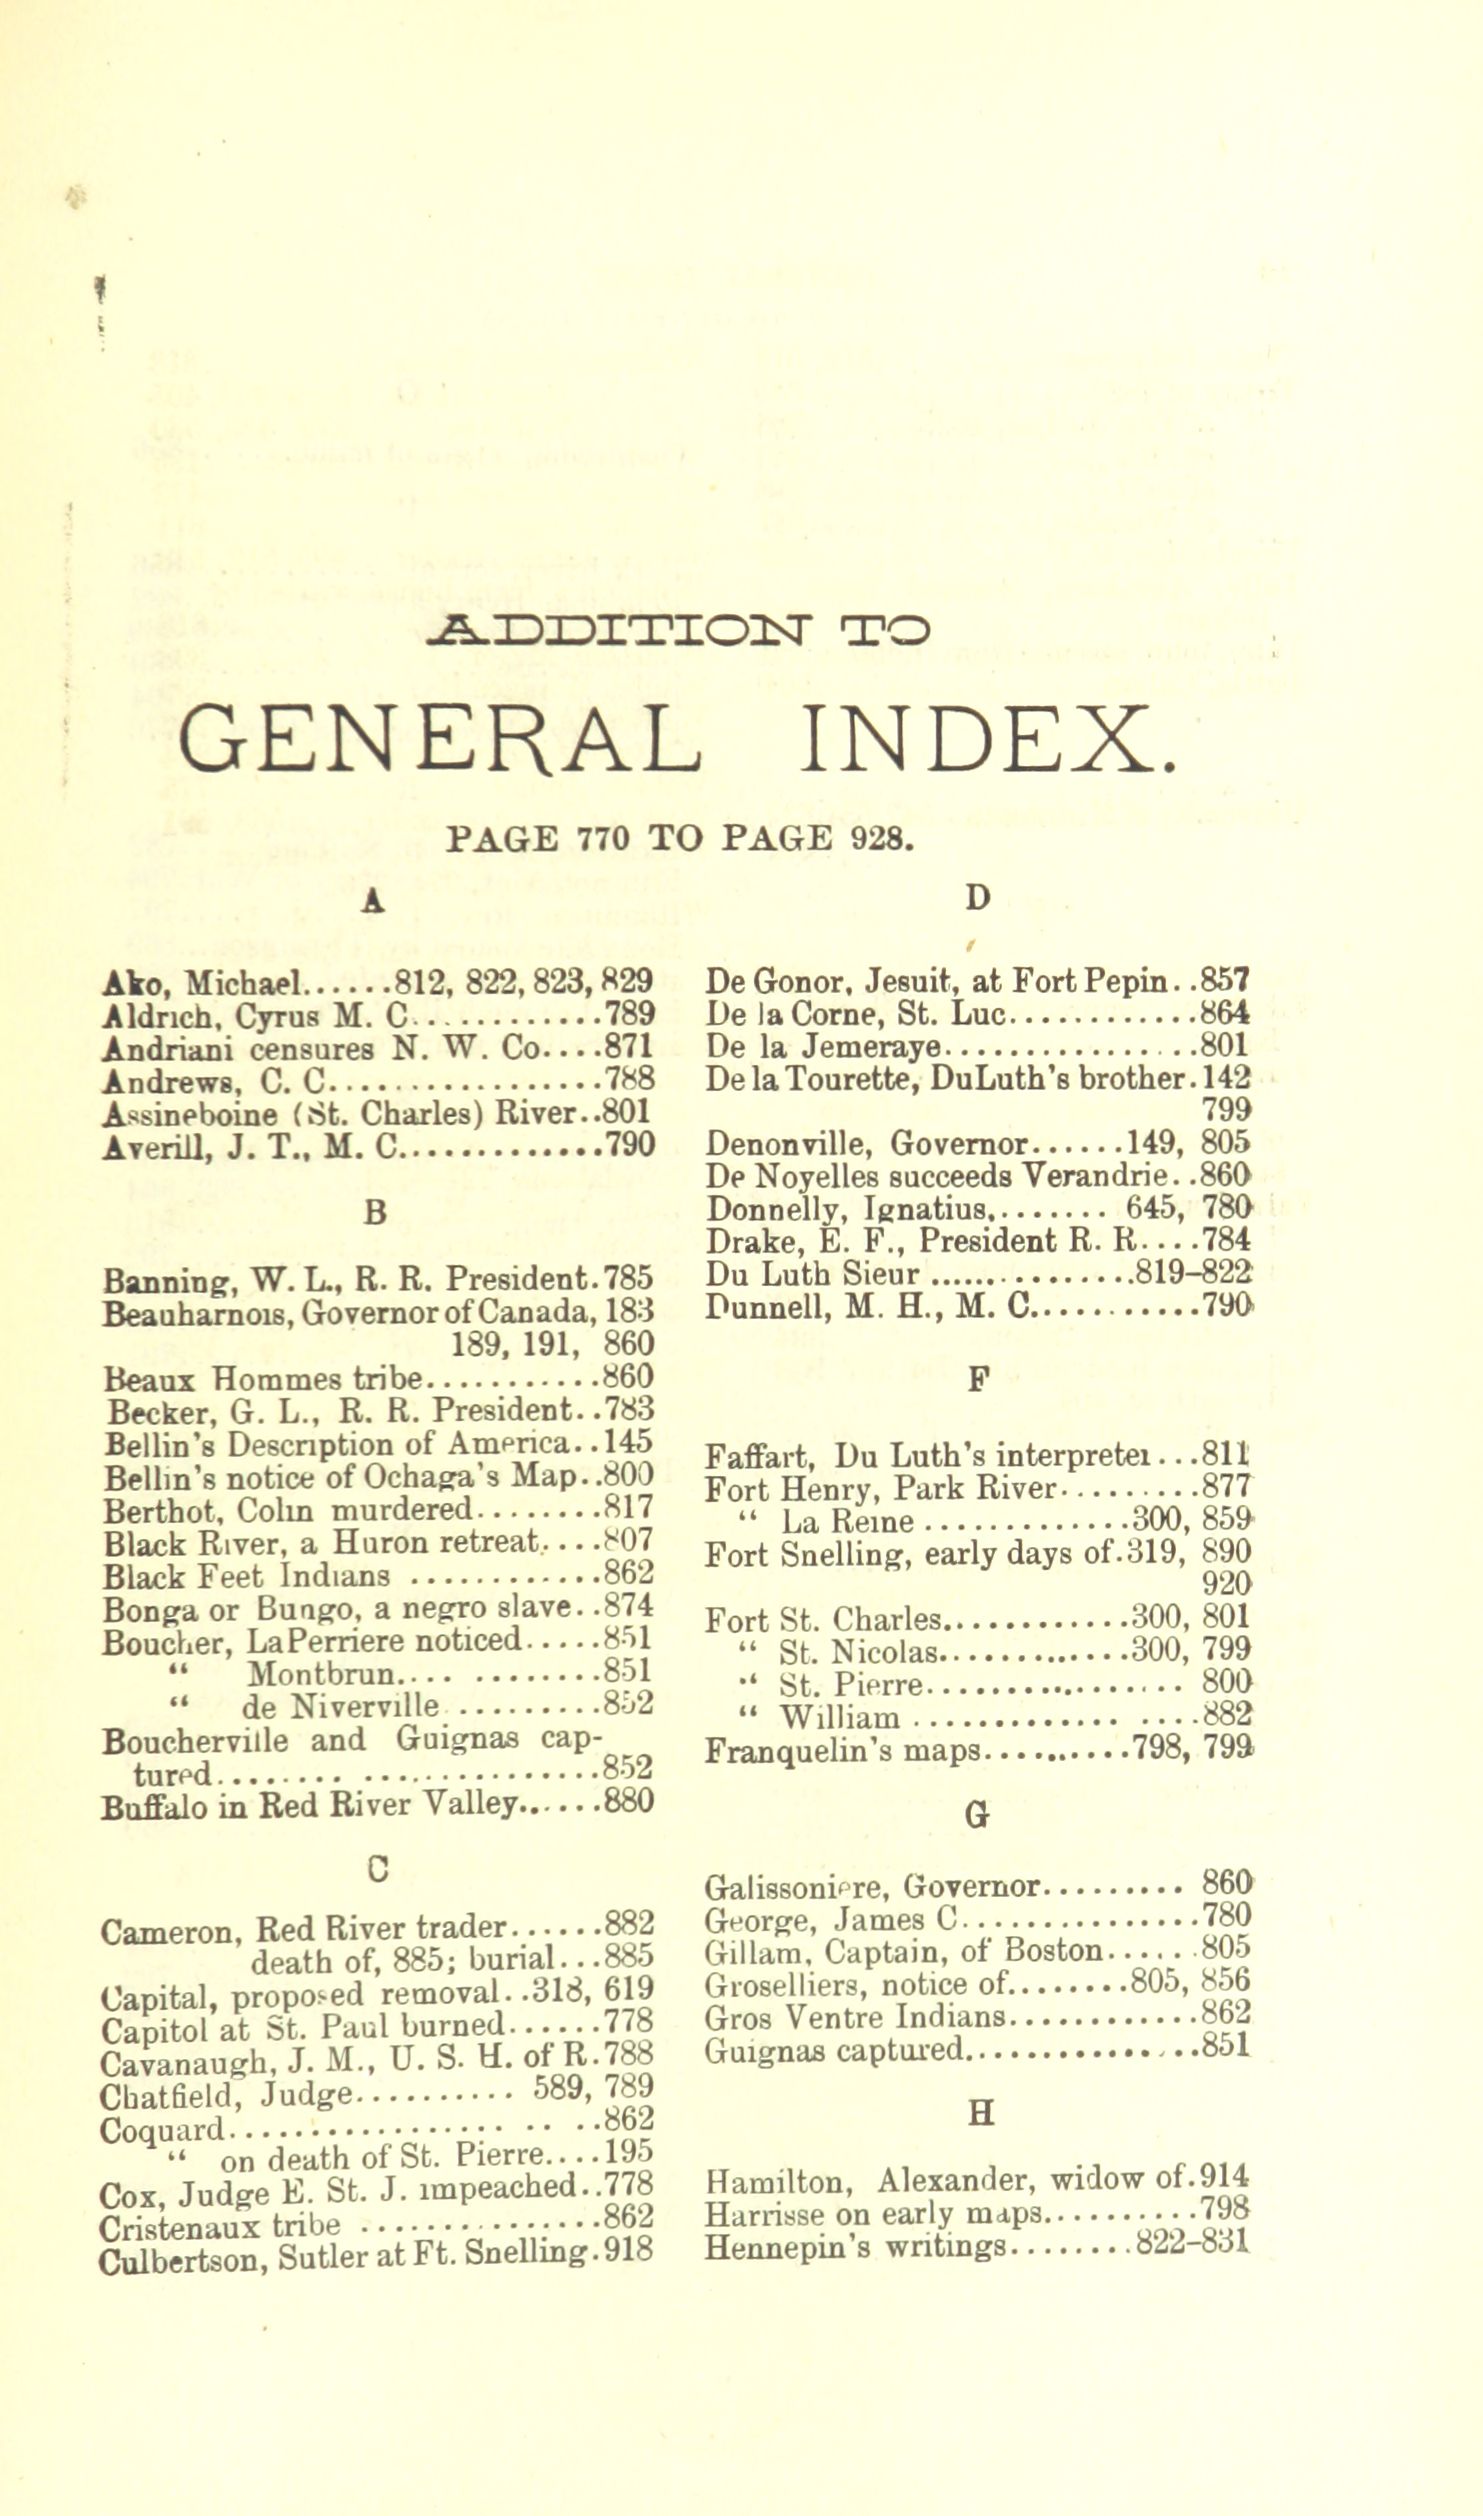 ADDITION TO
GENERAL INDEX.
PAGE 770 TO PAGE 928.
A
Ako, Michael......812, 822, 823, 829
Aldrich, Cyrus M. C.............789
Andriani censures N. W. Co....871
Andrews, C. C.................788
Assineboine (St. Charles) River..801
Averill, J. T., M. C.............790
B
Banning, W. L., R. R. President.785
Beauharnois, Governor of Canada, 183
189, 191, 860
Beaux Hommes tribe...........860
Becker, G. L., R. R. President..783
Bellin's Description of America..145
Bellin's notice of Ochaga's Map..800
Berthot, Colin murdered........817
Black River, a Huron retreat....807
Black Feet Indians ............862
Bonga or Bungo, a negro slave..874
Boucher, LaPerriere noticed.....851
“ Montbrun.... ........851
“ de Niverville .........852
Boucherville and Guignas cap-
tured........ ...............852
Buffalo in Red River Valley......880
C
Cameron, Red River trader......882
death of, 885; burial...885
Capital, proposed removal..318, 619
Capitol at St. Paul burned......778
Cavanaugh, J. M., U. S. H. of R.788
Chatfield, Judge.......... 589, 789
Coquard................. .. ..862
“ on death of St. Pierre....195
Cox, Judge E. St. J. impeached..778
Cristenaux tribe ...............862
Culbertson, Sutler at Ft. Snelling.918
D
De Gonor, Jesuit, at Fort Pepin..857
De la Corne, St. Luc............864
De la Jemeraye................801
De la Tourette, DuLuth's brother.142
799
Denonville, Governor......149, 805
De Noyelles succeeds Verandrie..860
Donnelly, Ignatius,....... 645, 780
Drake, E. F., President R. R....784
Du Luth Sieur ..............819-822
Dunnell, M. H., M. C...........790
F
Faffart, Du Luth's interpreter...811
Fort Henry, Park River.........877
“ La Reine .............300, 859
Fort Snelling, early days of.319, 890
920
Fort St. Charles............300, 801
“ St. Nicolas............300, 799
“ St. Pierre................ 800
“ William ............. ....882
Franquelin's maps.........798, 799
G
Galissoniere, Governor......... 860
George, James C...............780
Gillam, Captain, of Boston......805
Groselliers, notice of........805, 856
Gros Ventre Indians............862
Guignas captured...............851
H
Hamilton, Alexander, widow of.914
Harrisse on early maps..........798
Hennepin's writings........822-831